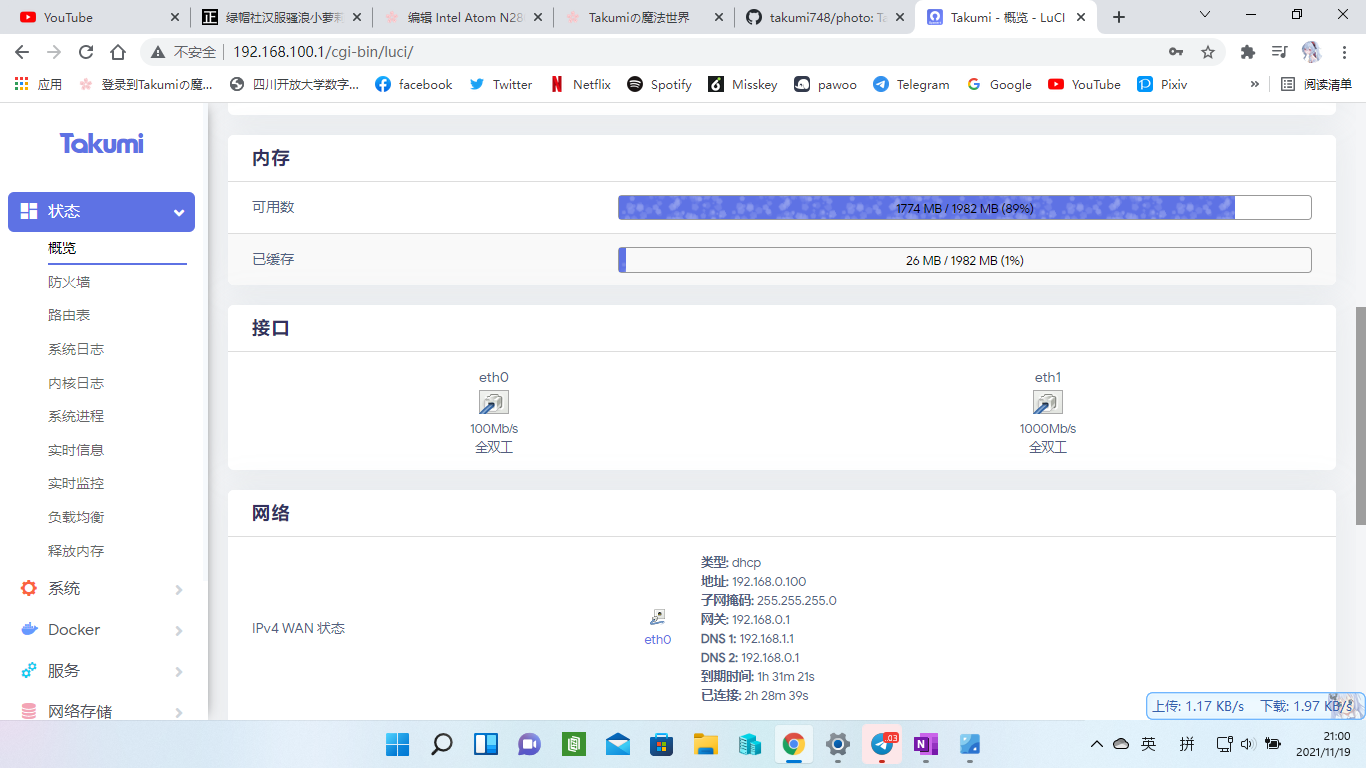 YouTube
绿帽社汉服骚浪小萝莉
编辑 Intel Atom N28
Takumiの魔法世界
takumi748/photo: Ta
Takumi - 概览 - LuCI
不安全 192.168.100.1/cgi-bin/luci/
应用 登录到Takumiの魔... 四川开放大学数字... facebook Twitter Netflix Spotify Misskey pawoo Telegram Google YouTube Pixiv » 阅读清单
Takumi
状态
概览
防火墙
路由表
系统日志
内核日志
系统进程
实时信息
实时监控
负载均衡
释放内存
系统
Docker
服务
网络存储
内存
可用数 1774 MB / 1982 MB (89%)
已缓存 26 MB / 1982 MB (1%)
接口
eth0 eth1
100Mb/s 1000Mb/s
全双工 全双工
网络
IPv4 WAN 状态
eth0
类型: dhcp
地址: 192.168.0.100
子网掩码: 255.255.255.0
网关: 192.168.0.1
DNS 1: 192.168.1.1
DNS 2: 192.168.0.1
到期时间: 1h 31m 21s
已连接: 2h 28m 39s
上传: 1.17 KB/s 下载: 1.97 KB/s
.03
N
英 拼
21:00
2021/11/19